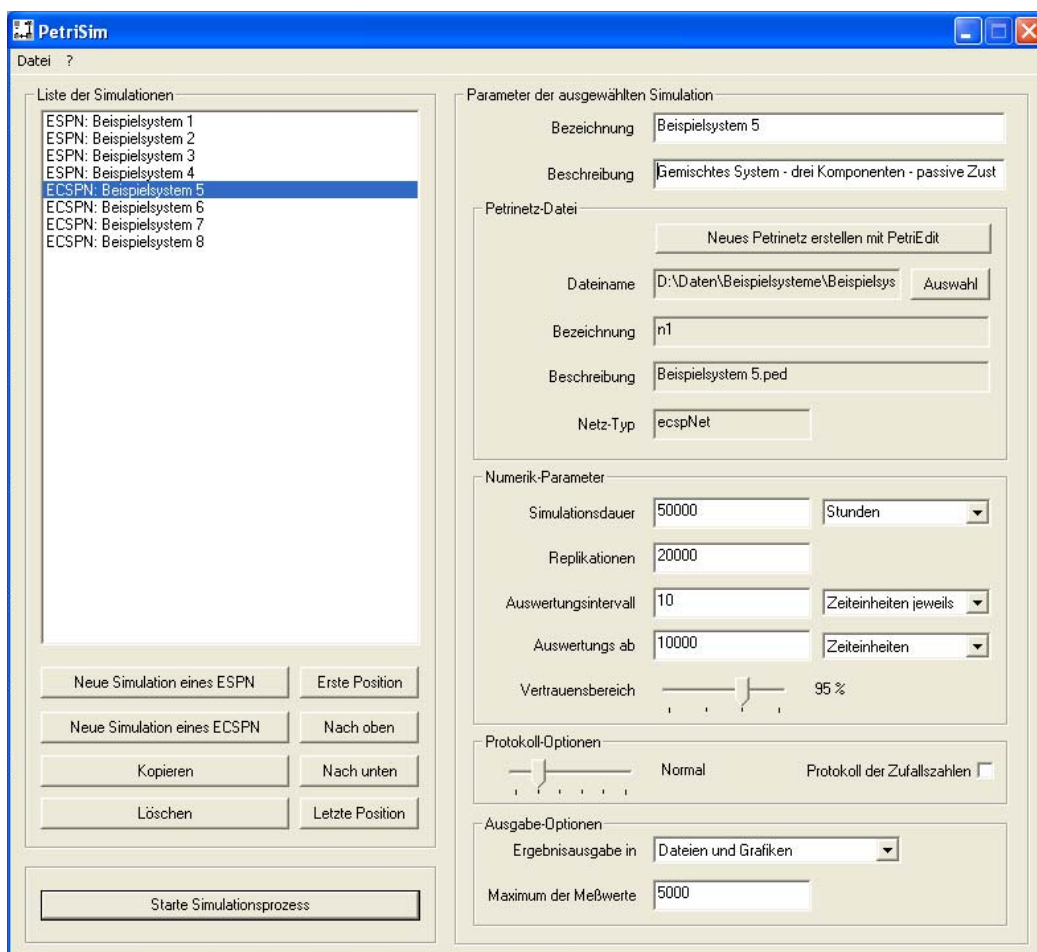 PetriSim
Datei ?
Liste der Simulationen
ESPN: Beispielsystem 1
ESPN: Beispielsystem 2
ESPN: Beispielsystem 3
ESPN: Beispielsystem 4
ECSPN: Beispielsystem 5
ECSPN: Beispielsystem 6
ECSPN: Beispielsystem 7
ECSPN: Beispielsystem 8
Neue Simulation eines ESPN Erste Position
Neue Simulation eines ECSPN Nach oben
Kopieren Nach unten
Löschen Letzte Position
Starte Simulationsprozess
Parameter der ausgewählten Simulation
Bezeichnung Beispielsystem 5
Beschreibung Gemischtes System - drei Komponenten - passive Zust
Petrinetz-Datei
Neues Petrinetz erstellen mit PetriEdit
Dateiname D:\Daten\Beispielsysteme\Beispielsys Auswahl
Bezeichnung n1
Beschreibung Beispielsystem 5.ped
Netz-Typ ecspNet
Numerik-Parameter
Simulationsdauer 50000 Stunden
Replikationen 20000
Auswertungsintervall 10 Zeiteinheiten jeweils
Auswertungs ab 10000 Zeiteinheiten
Vertrauensbereich 95 %
Protokoll-Optionen
Normal Protokoll der Zufallszahlen
Ausgabe-Optionen
Ergebnisausgabe in Dateien und Grafiken
Maximum der Meßwerte 5000